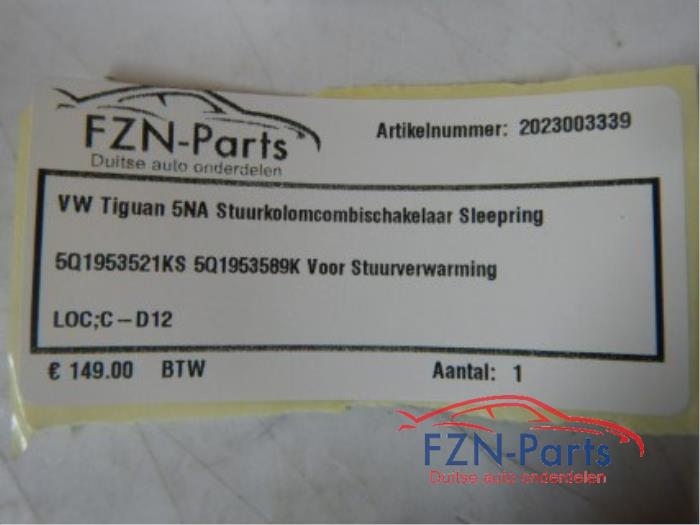 FZN-Parts
Duitse auto onderdelen
Artikelnummer: 2023003339
VW Tiguan 5NA Stuurkolomcombischakelaar Sleepring
5Q1953521KS 5Q1953589K Voor Stuurverwarming
LOC;C-D12
€ 149.00 BTW Aantal: 1
FZN-Parts
Duitse auto onderdelen